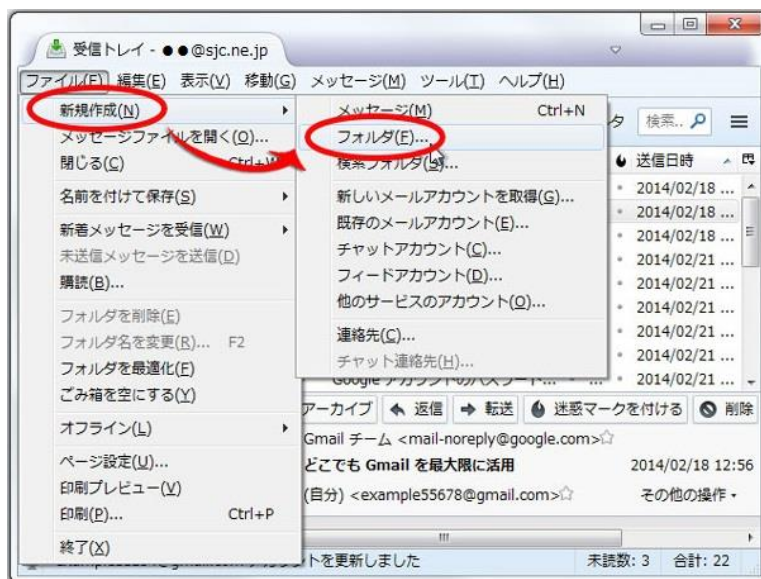 受信トレイ - ●●@sjc.ne.jp
ファイル(F) 編集(E) 表示(V) 移動(G) メッセージ(M) ツール(T) ヘルプ(H)
新規作成(N)
メッセージファイルを開く(O)...
閉じる(C) Ctrl+W
名前を付けて保存(S)
新着メッセージを受信(W)
未送信メッセージを送信(D)
購読(B)...
フォルダを削除(E)
フォルダ名を変更(R)... F2
フォルダを最適化(F)
ごみ箱を空にする(Y)
オフライン(L)
ページ設定(U)...
印刷プレビュー(V)
印刷(P)... Ctrl+P
終了(X)
メッセージ(M) Ctrl+N
フォルダ(F)...
検索フォルダ(S)...
新しいメールアカウントを取得(G)...
既存のメールアカウント(E)...
チャットアカウント(C)...
フィードアカウント(D)...
他のサービスのアカウント(O)...
連絡先(C)...
チャット連絡先(H)...
タ 検索..
送信日時
2014/02/18 ...
2014/02/18 ...
2014/02/18 ...
2014/02/21 ...
2014/02/21 ...
2014/02/21 ...
2014/02/21 ...
2014/02/21 ...
2014/02/21 ...
アーカイブ 返信 転送 迷惑マークを付ける 削除
Gmail チーム <mail-noreply@google.com>
どこでも Gmail を最大限に活用 2014/02/18 12:56
(自分) <example55678@gmail.com> その他の操作
トを更新しました 未読数: 3 合計: 22